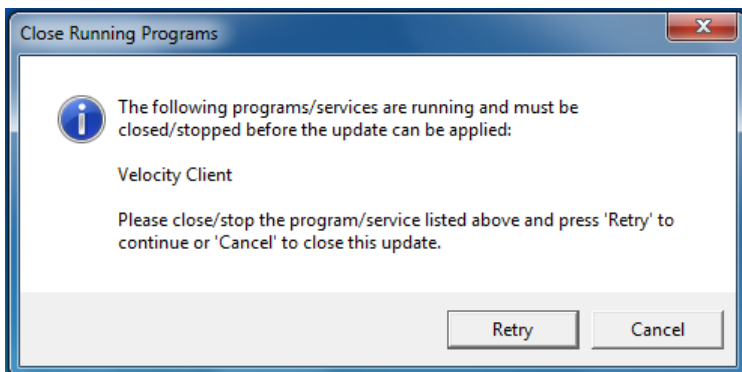 Close Running Programs
The following programs/services are running and must be
closed/stopped before the update can be applied:
Velocity Client
Please close/stop the program/service listed above and press 'Retry' to
continue or 'Cancel' to close this update.
Retry
Cancel